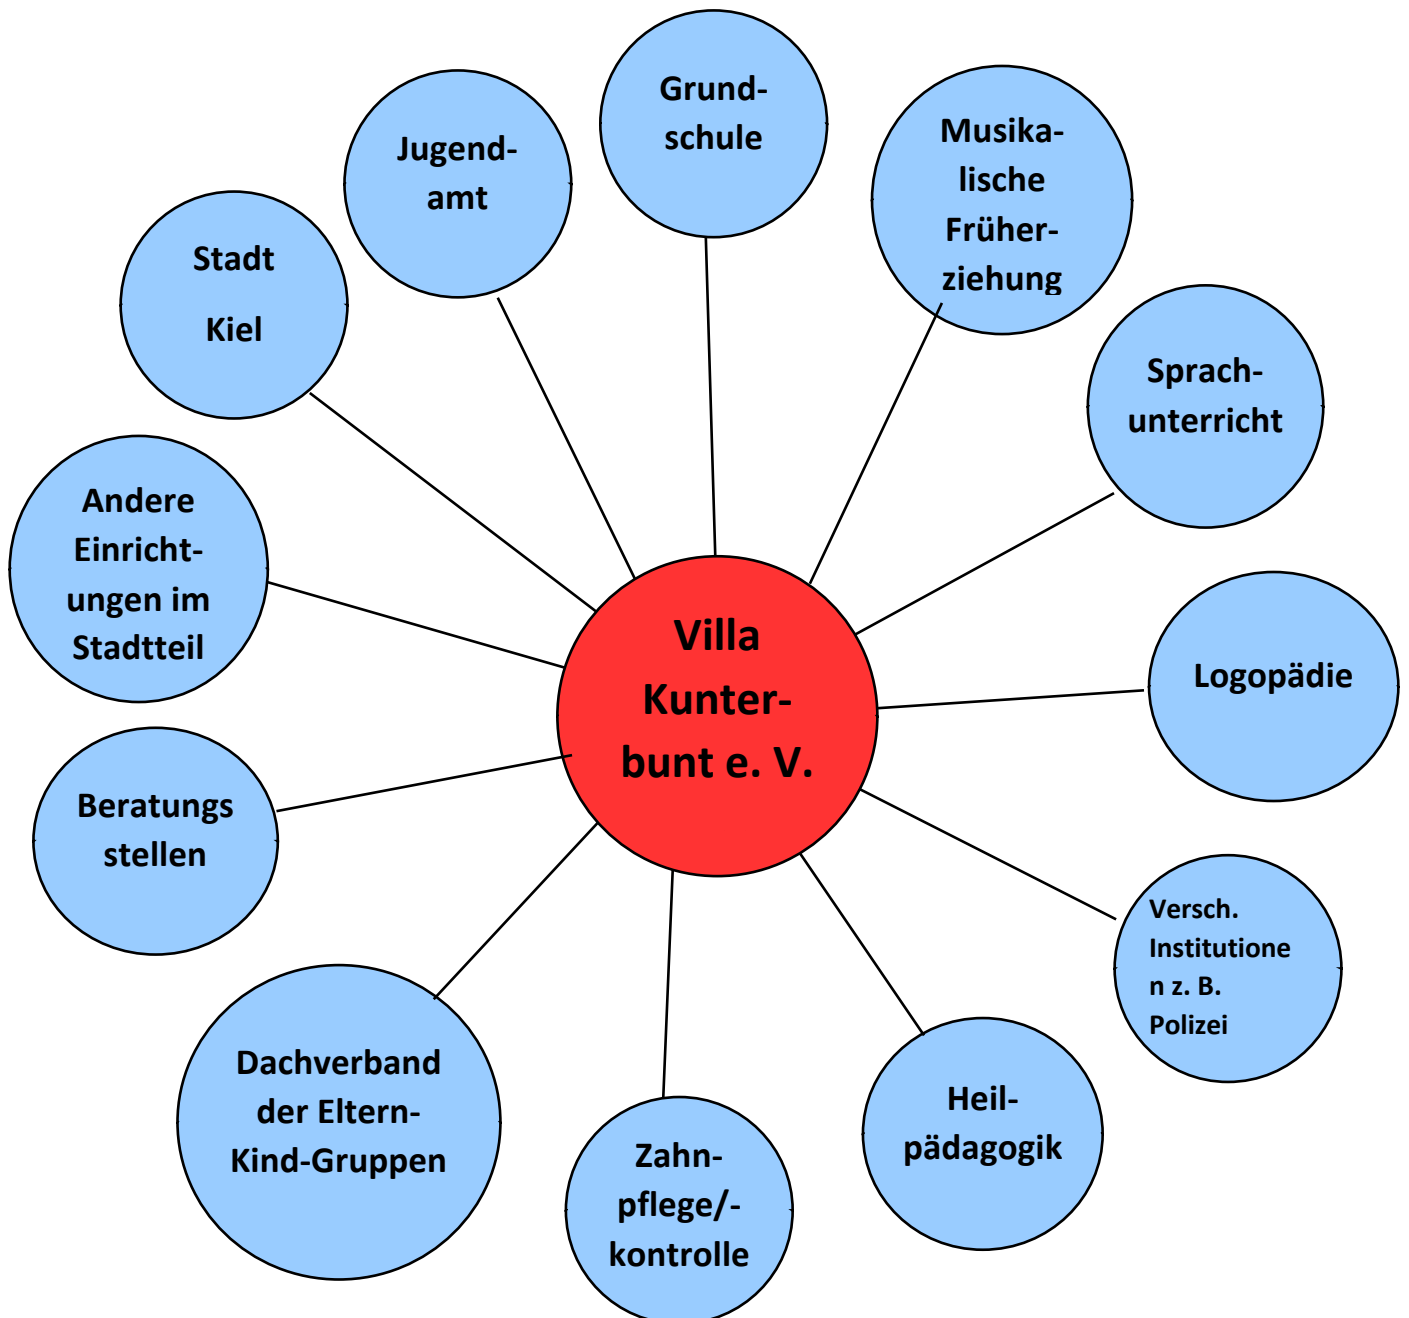 Grund-
schule
Musika-
lische
Früher-
ziehung
Jugend-
amt
Stadt
Kiel
Sprach-
unterricht
Andere
Einricht-
ungen im
Stadtteil
Villa
Kunter-
bunt e. V.
Logopädie
Beratungs
stellen
Versch.
Institutione
n z. B.
Polizei
Dachverband
der Eltern-
Kind-Gruppen
Heil-
pädagogik
Zahn-
pflege/-
kontrolle